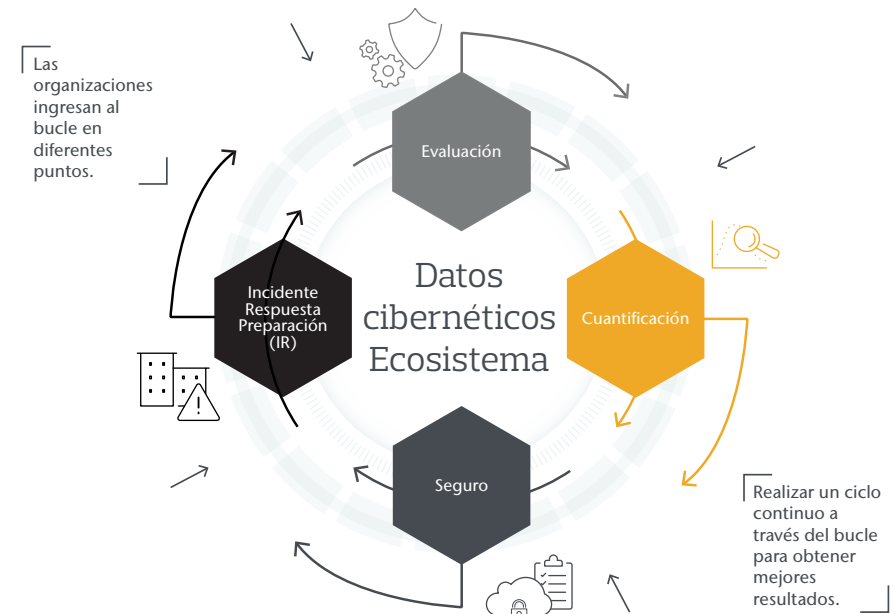 Las
organizaciones
ingresan al
bucle en
diferentes
puntos.
Evaluación
Incidente
Respuesta
Preparación
(IR)
Datos
cibernéticos
Ecosistema
Cuantificación
Seguro
Realizar un ciclo
continuo a
través del bucle
para obtener
mejores
resultados.